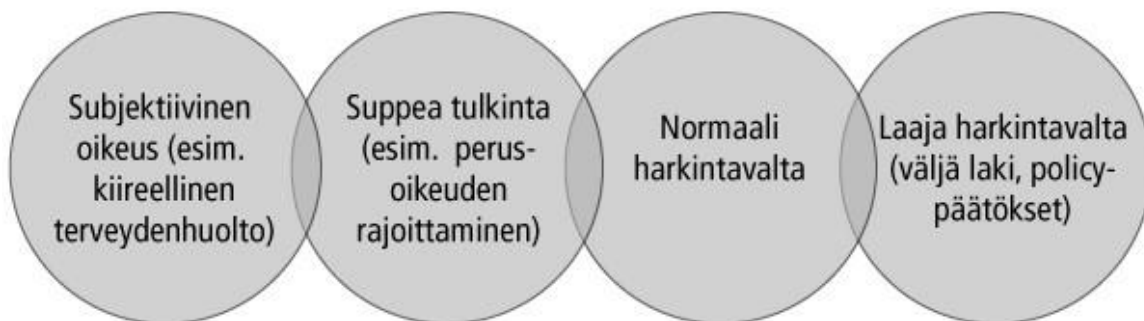 Subjektiivinen
oikeus (esim.
kiireellinen
terveydenhuolto)
Suppea tulkinta
(esim. perus-
oikeuden
rajoittaminen)
Normaali
harkintavalta
Laaja harkintavalta
(väljä laki, policy-
päätökset)